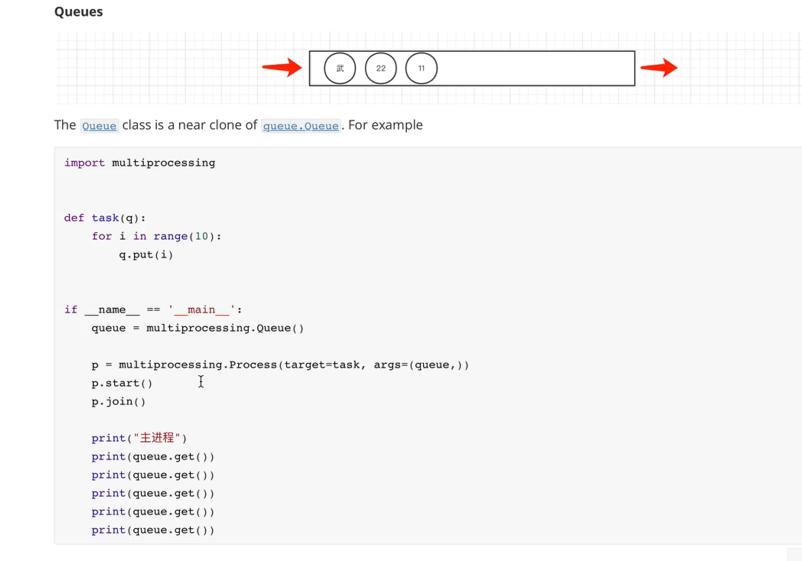 Queues
武 22 11
The Queue class is a near clone of queue.Queue. For example
import multiprocessing
def task(q):
    for i in range(10):
        q.put(i)
if __name__ == '__main__':
    queue = multiprocessing.Queue()
    p = multiprocessing.Process(target=task, args=(queue,))
    p.start()
    p.join()
    print("主进程")
    print(queue.get())
    print(queue.get())
    print(queue.get())
    print(queue.get())
    print(queue.get())